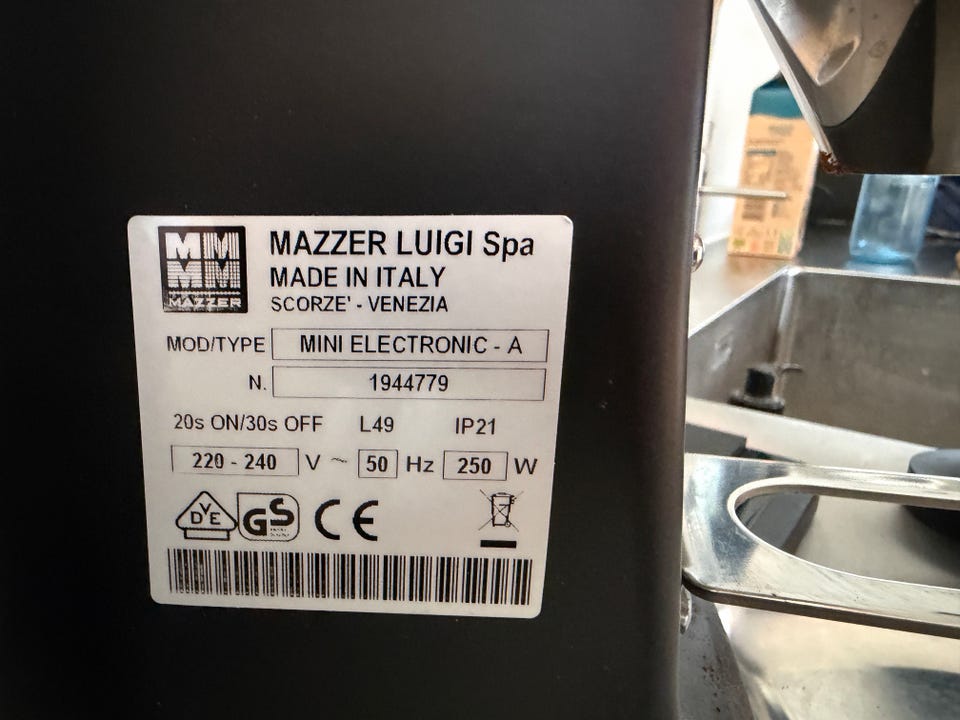 MM
MM
MAZZER
MAZZER LUIGI Spa
MADE IN ITALY
SCORZE' - VENEZIA
MOD/TYPE MINI ELECTRONIC - A
N. 1944779
20s ON/30s OFF L49 IP21
220 - 240 V ~ 50 Hz 250 W
DVE GS CE